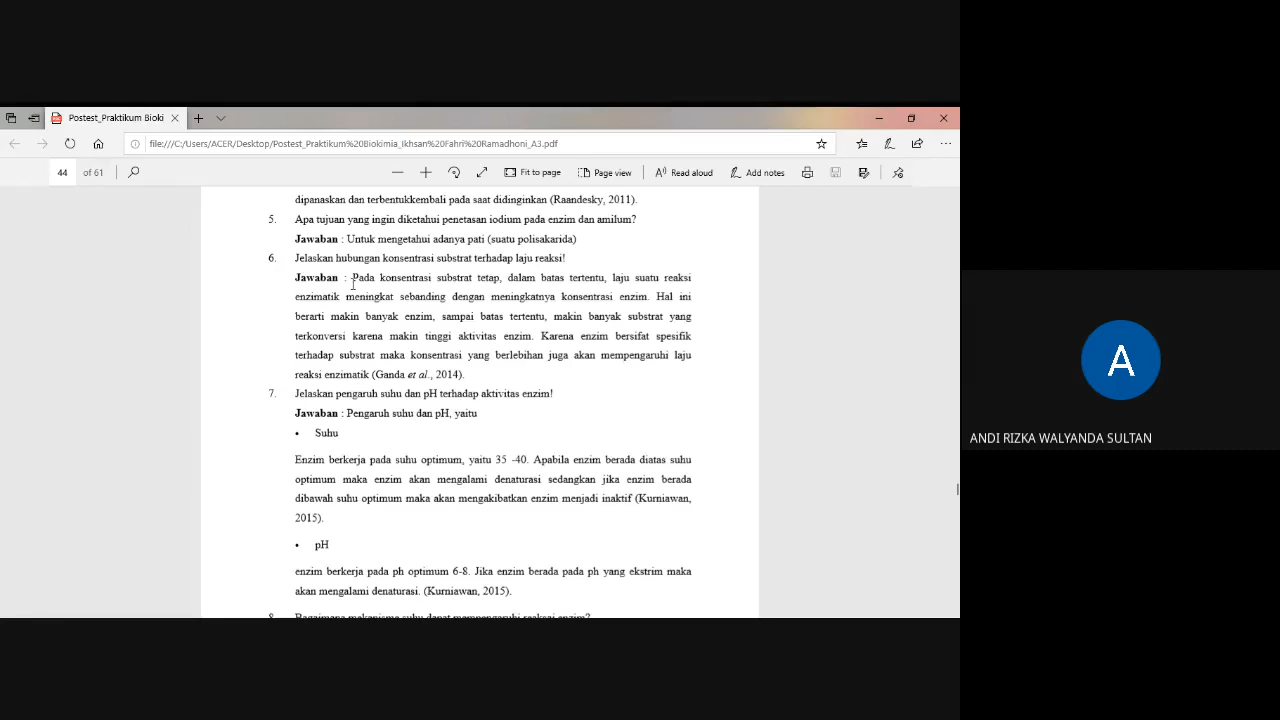 Postest_Praktikum Bioki
file:///C:/Users/ACER/Desktop/Postest_Praktikum%20Biokimia_Ikhsan%20Fahri%20Ramadhoni_A3.pdf
44 of 61 Fit to page Page view Read aloud Add notes
dipanaskan dan terbentukkembali pada saat didinginkan (Raandesky, 2011).
5. Apa tujuan yang ingin diketahui penetasan iodium pada enzim dan amilum?
Jawaban : Untuk mengetahui adanya pati (suatu polisakarida)
6. Jelaskan hubungan konsentrasi substrat terhadap laju reaksi!
Jawaban : Pada konsentrasi substrat tetap, dalam batas tertentu, laju suatu reaksi
enzimatik meningkat sebanding dengan meningkatnya konsentrasi enzim. Hal ini
berarti makin banyak enzim, sampai batas tertentu, makin banyak substrat yang
terkonversi karena makin tinggi aktivitas enzim. Karena enzim bersifat spesifik
terhadap substrat maka konsentrasi yang berlebihan juga akan mempengaruhi laju
reaksi enzimatik (Ganda et al., 2014).
7. Jelaskan pengaruh suhu dan pH terhadap aktivitas enzim!
Jawaban : Pengaruh suhu dan pH, yaitu
• Suhu
Enzim berkerja pada suhu optimum, yaitu 35 -40. Apabila enzim berada diatas suhu
optimum maka enzim akan mengalami denaturasi sedangkan jika enzim berada
dibawah suhu optimum maka akan mengakibatkan enzim menjadi inaktif (Kurniawan,
2015).
• pH
enzim berkerja pada ph optimum 6-8. Jika enzim berada pada ph yang ekstrim maka
akan mengalami denaturasi. (Kurniawan, 2015).
8. Bagaimana mekanisme suhu dapat mempengaruhi reaksai enzim?
A
ANDI RIZKA WALYANDA SULTAN